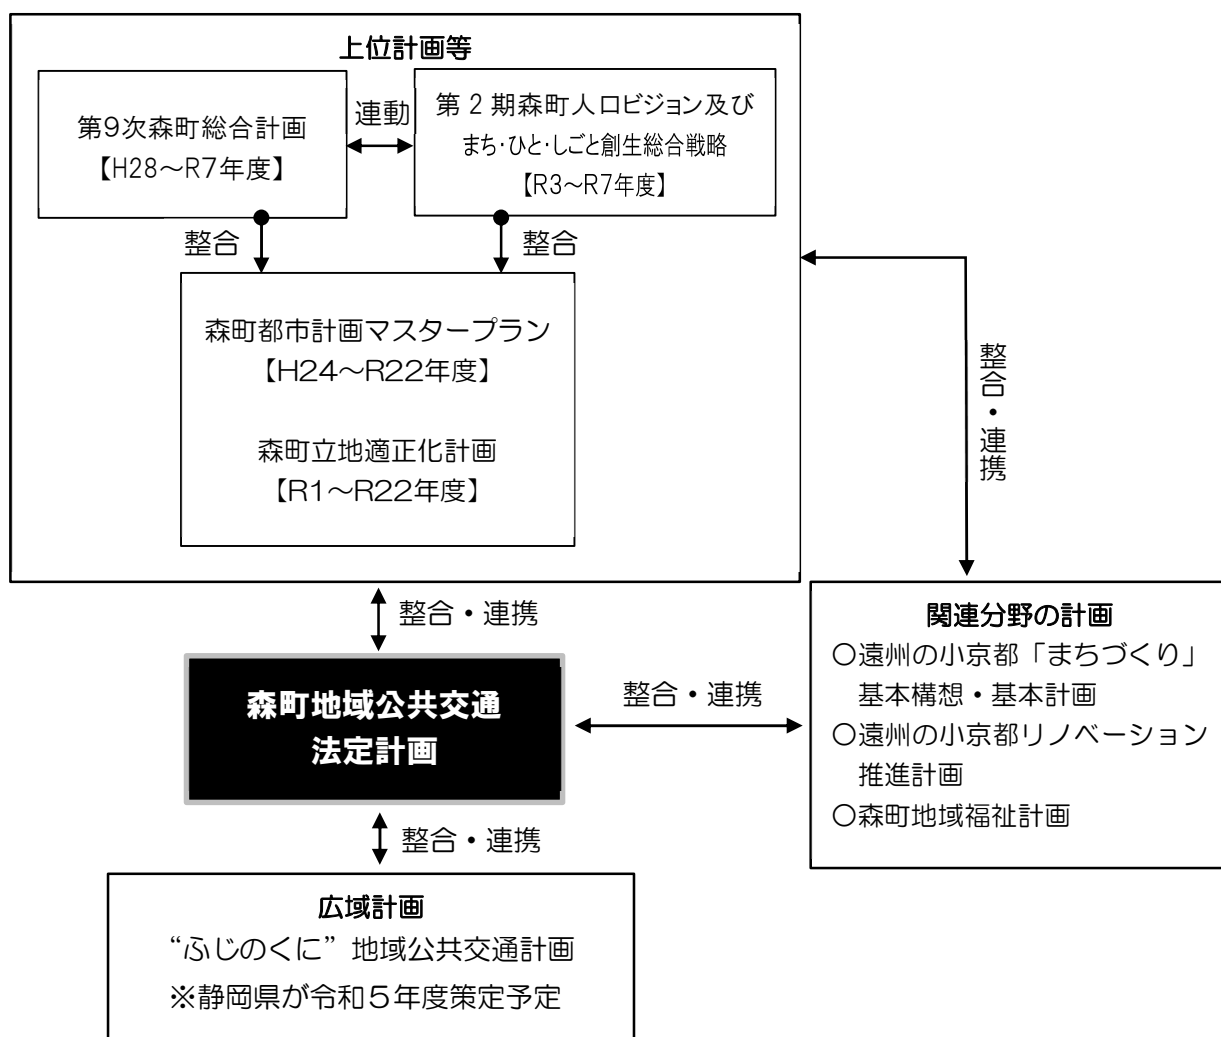 上位計画等
第9次森町総合計画
【H28～R7年度】
連動
第2期森町人口ビジョン及び
まち・ひと・しごと創生総合戦略
【R3～R7年度】
整合
整合
森町都市計画マスタープラン
【H24～R22年度】
森町立地適正化計画
【R1～R22年度】
整合・連携
整合・連携
森町地域公共交通
法定計画
整合・連携
関連分野の計画
○遠州の小京都「まちづくり」
基本構想・基本計画
○遠州の小京都リノベーション
推進計画
○森町地域福祉計画
整合・連携
広域計画
“ふじのくに”地域公共交通計画
※静岡県が令和5年度策定予定